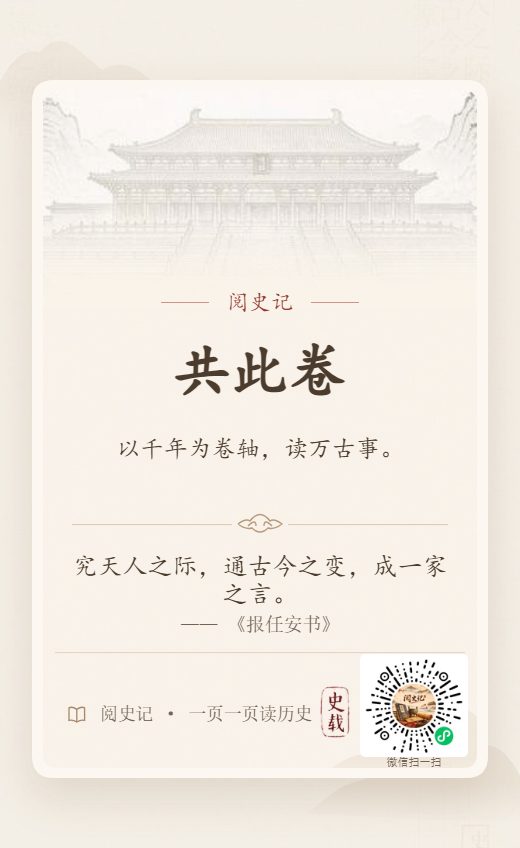 阅史记
共此卷
以千年为卷轴，读万古事。
究天人之际，通古今之变，成一家
之言。
—— 《报任安书》
阅史记 • 一页一页读历史
史载
阅史记
微信扫一扫